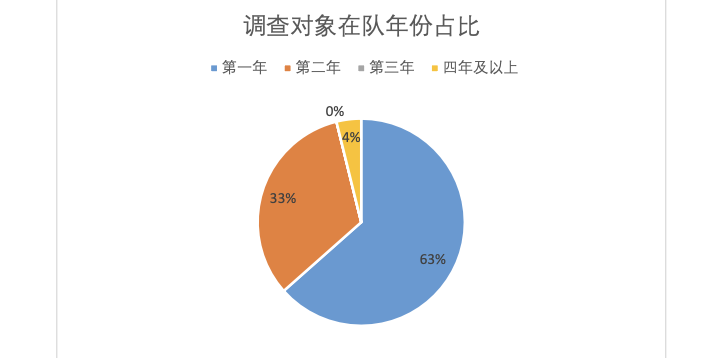 调查对象在队年份占比
第一年 第二年 第三年 四年及以上
0%
4%
33%
63%